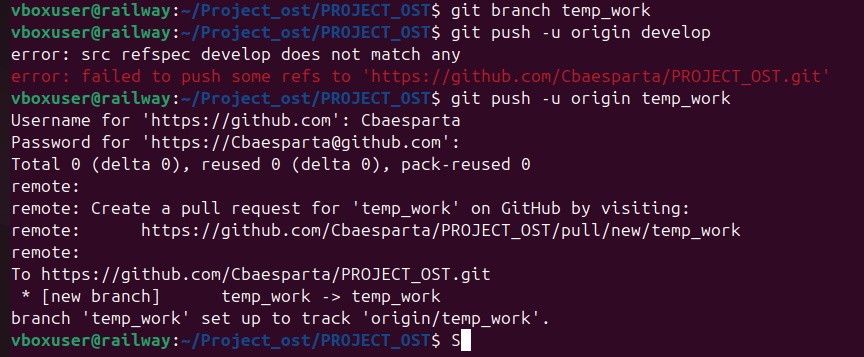 vboxuser@railway:~/Project_ost/PROJECT_OST$ git branch temp_work
vboxuser@railway:~/Project_ost/PROJECT_OST$ git push -u origin develop
error: src refspec develop does not match any
error: failed to push some refs to 'https://github.com/Cbaesparta/PROJECT_OST.git'
vboxuser@railway:~/Project_ost/PROJECT_OST$ git push -u origin temp_work
Username for 'https://github.com': Cbaesparta
Password for 'https://Cbaesparta@github.com':
Total 0 (delta 0), reused 0 (delta 0), pack-reused 0
remote:
remote: Create a pull request for 'temp_work' on GitHub by visiting:
remote:      https://github.com/Cbaesparta/PROJECT_OST/pull/new/temp_work
remote:
To https://github.com/Cbaesparta/PROJECT_OST.git
 * [new branch]      temp_work -> temp_work
branch 'temp_work' set up to track 'origin/temp_work'.
vboxuser@railway:~/Project_ost/PROJECT_OST$ S